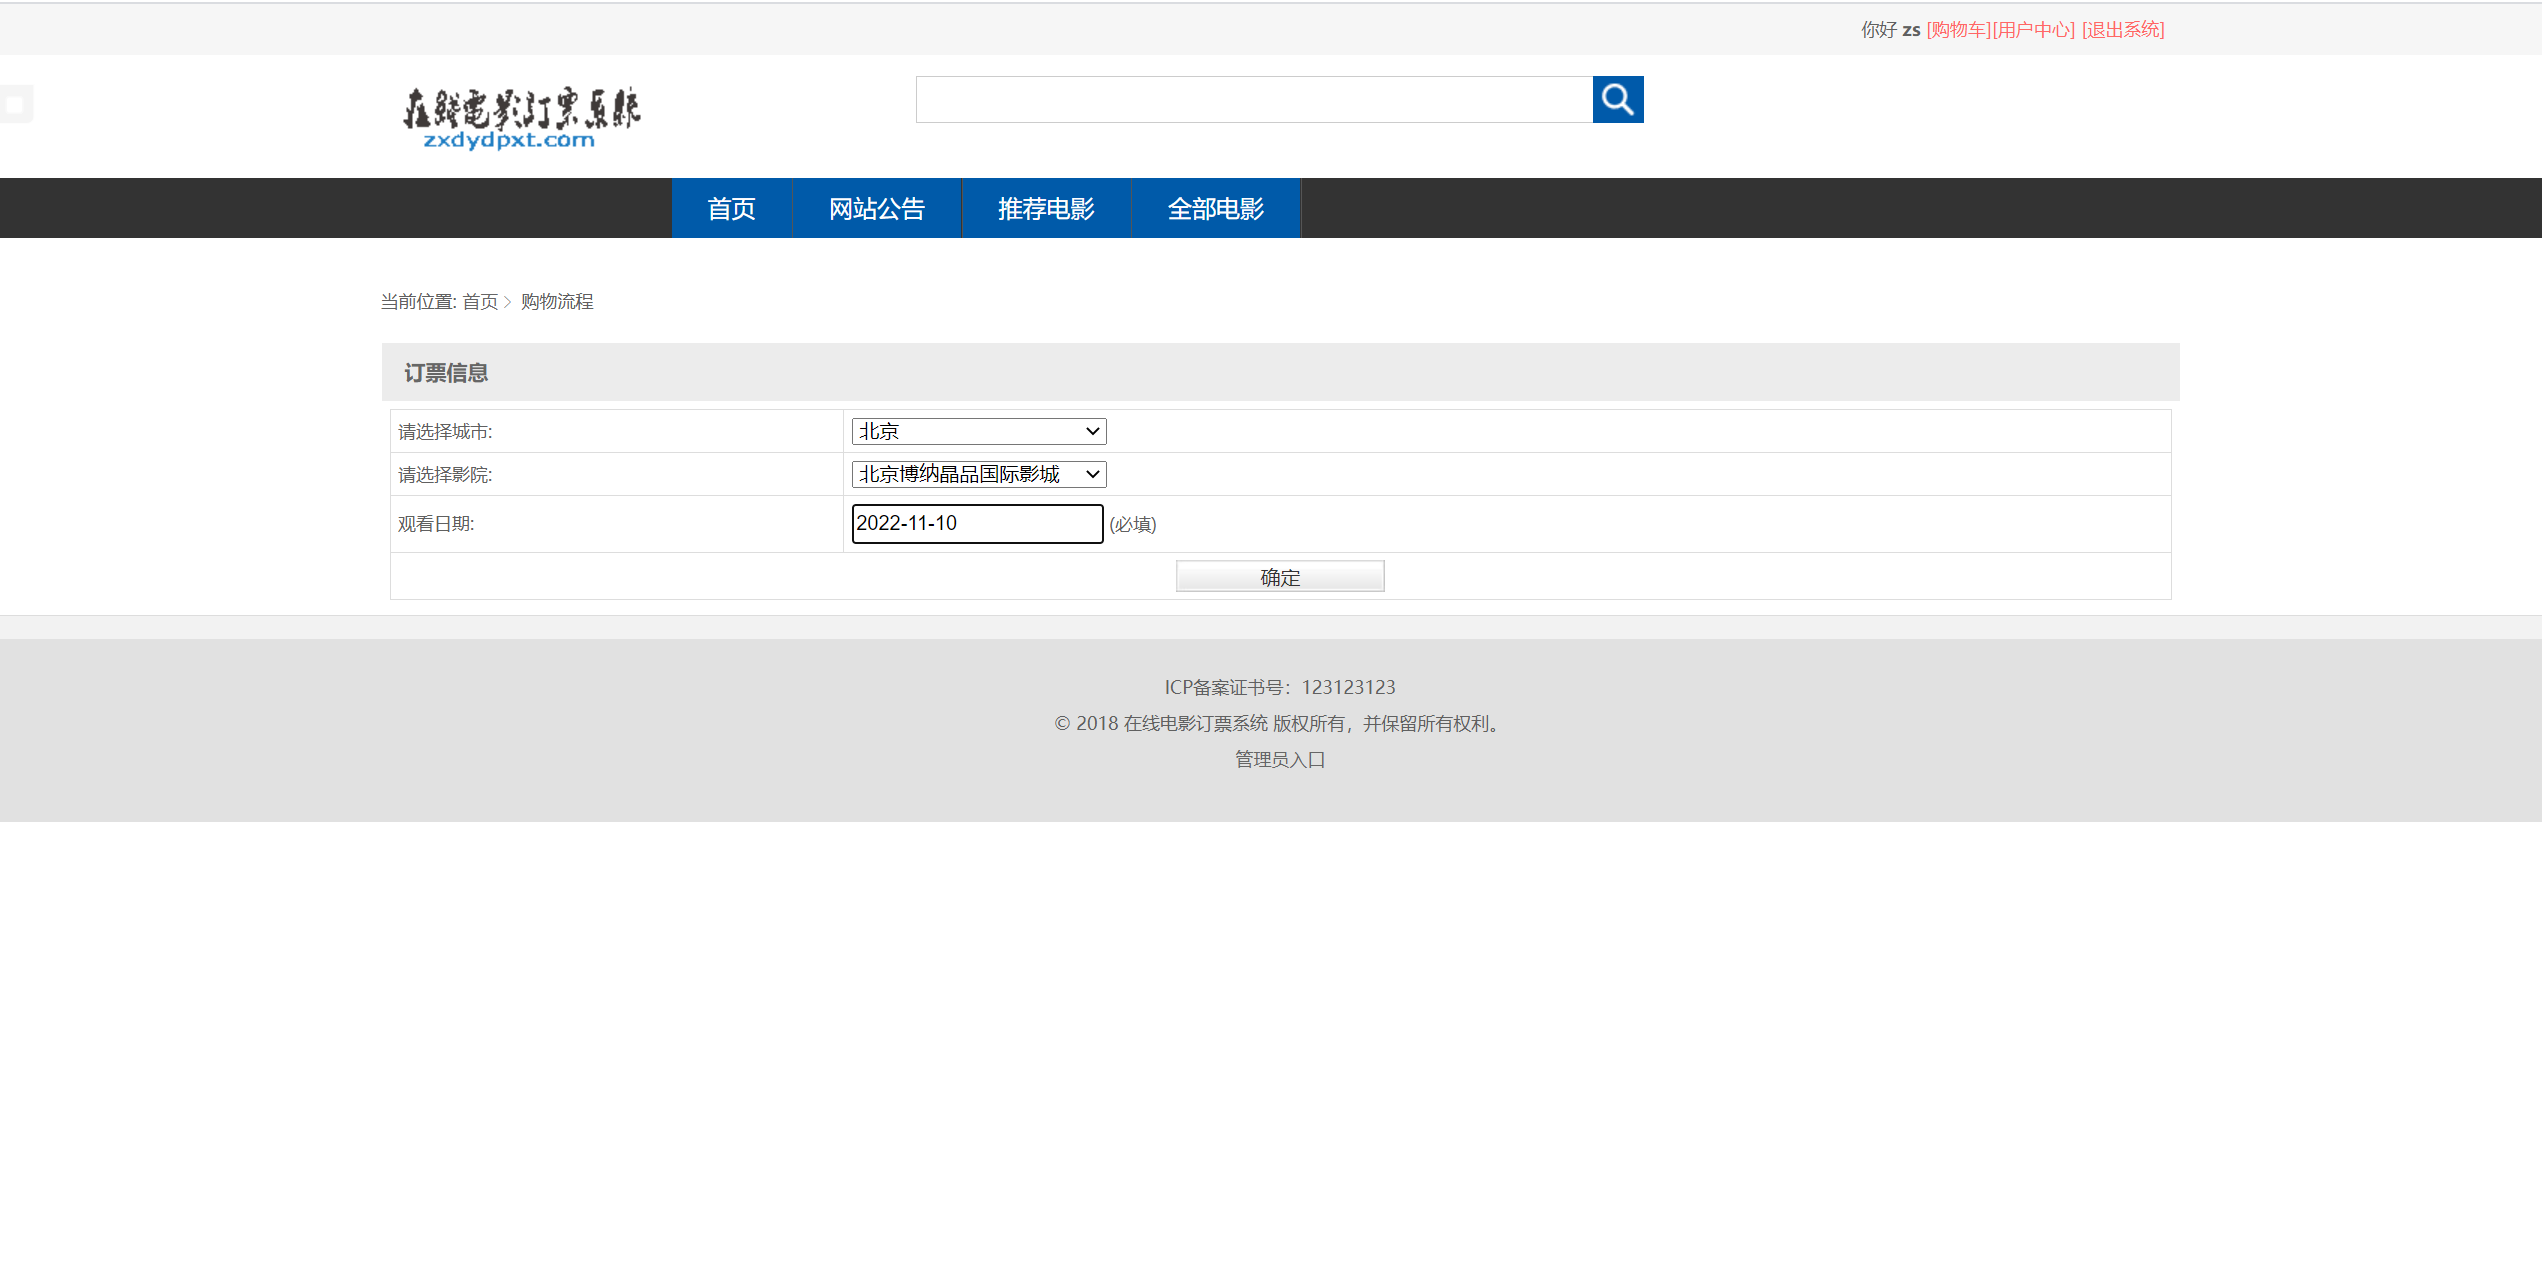 你好 zs [购物车][用户中心] [退出系统]
在线电影订票系统
zxdydpxt.com
首页 网站公告 推荐电影 全部电影
当前位置: 首页 > 购物流程
订票信息
请选择城市: 北京
请选择影院: 北京博纳晶品国际影城
观看日期: 2022-11-10 (必填)
确定
ICP备案证书号：123123123
© 2018 在线电影订票系统 版权所有，并保留所有权利。
管理员入口